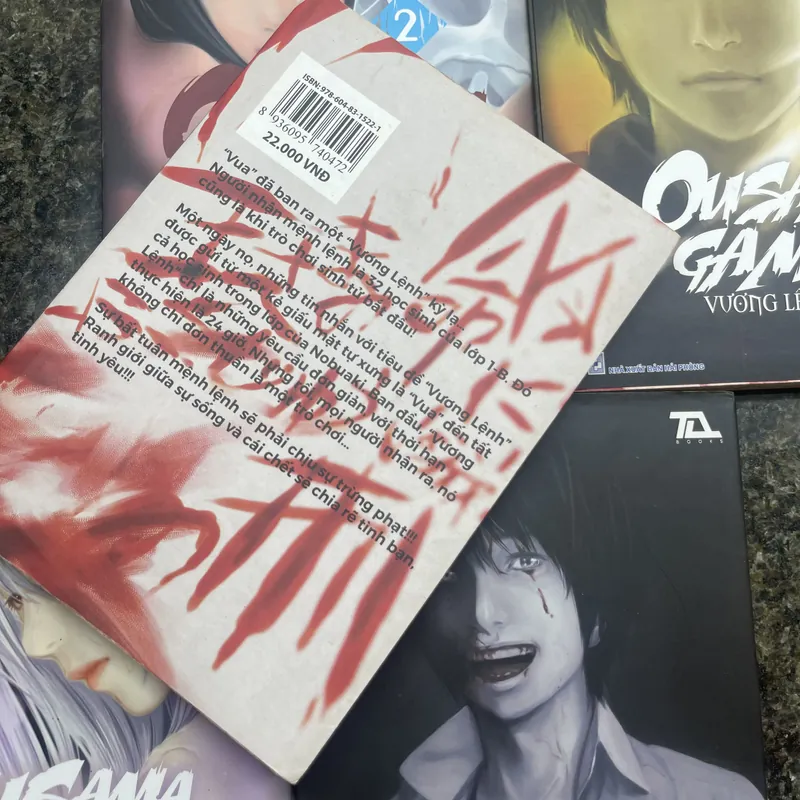 2
ISBN: 978-604-83-1522-1
8 936095 740472
22.000 VNĐ
"Vua" đã ban ra một "Vương Lệnh" kỳ lạ...
Người nhận mệnh lệnh là 32 học sinh của lớp 1-B. Đó
cũng là khi trò chơi sinh tử bắt đầu!
Một ngày nọ, những tin nhắn với tiêu đề "Vương Lệnh"
được gửi từ một kẻ giấu mặt tự xưng là "Vua" đến tất
cả học sinh trong lớp của Nobuaki. Ban đầu, "Vương
Lệnh" chỉ là những yêu cầu đơn giản với thời hạn
thực hiện là 24 giờ. Nhưng rồi, mọi người nhận ra, nó
không chỉ đơn thuần là một trò chơi...
Sự bất tuân mệnh lệnh sẽ phải chịu sự trừng phạt!!!
Ranh giới giữa sự sống và cái chết sẽ chia rẽ tình bạn,
tình yêu!!!
OUSA
GAM
VƯƠNG LỆ
NHÀ XUẤT BẢN HẢI PHÒNG
TA
BOOKS
USAMA